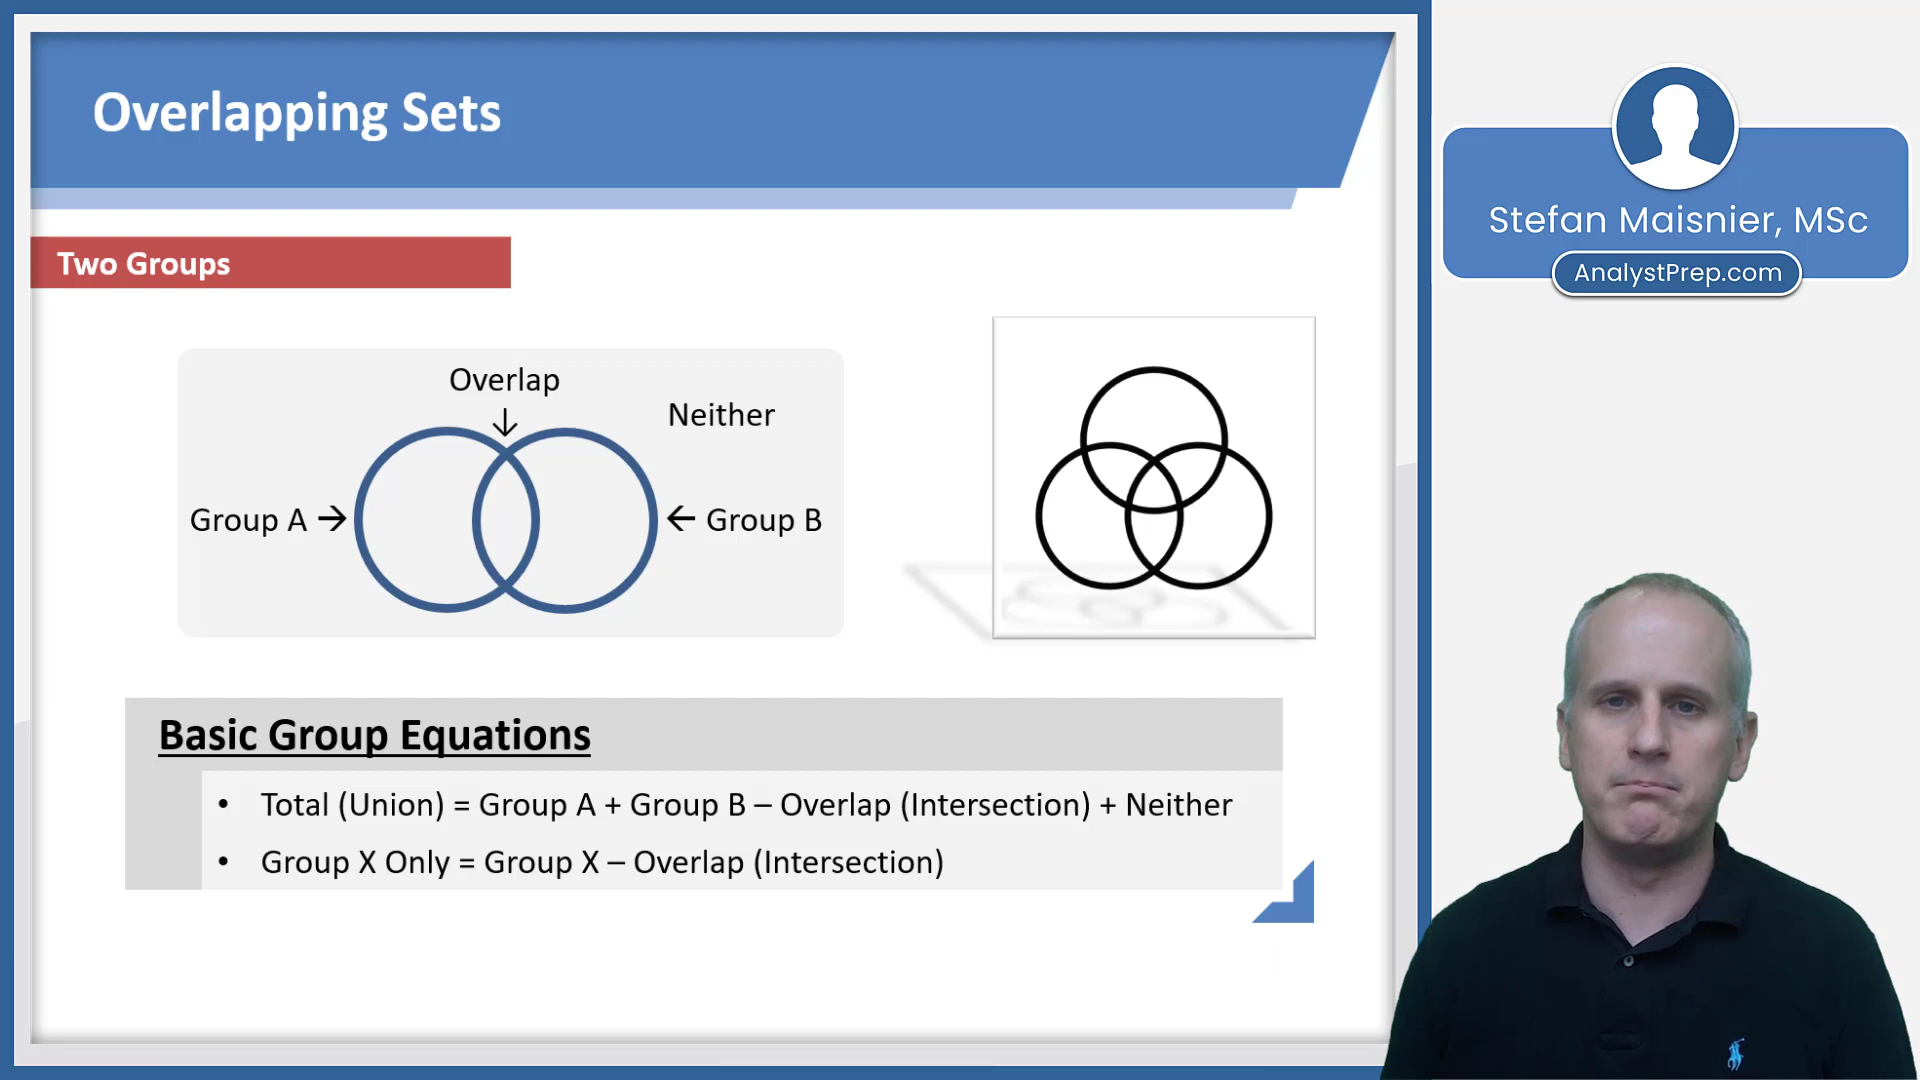 Overlapping Sets
Two Groups
Overlap
↓
Neither
Group A →
← Group B
Basic Group Equations
• Total (Union) = Group A + Group B – Overlap (Intersection) + Neither
• Group X Only = Group X – Overlap (Intersection)
Stefan Maisnier, MSc
AnalystPrep.com